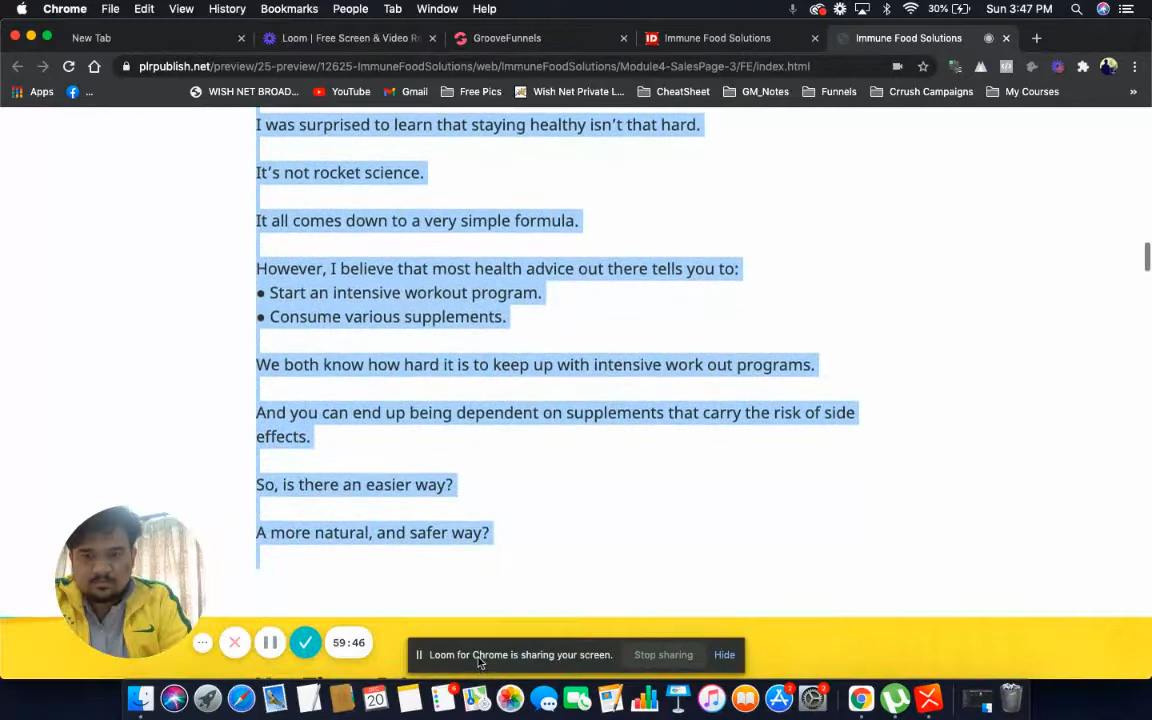 Chrome File Edit View History Bookmarks People Tab Window Help 30% Sun 3:47 PM
New Tab Loom | Free Screen & Video Re GrooveFunnels Immune Food Solutions Immune Food Solutions
plrpublish.net/preview/25-preview/12625-ImmuneFoodSolutions/web/ImmuneFoodSolutions/Module4-SalesPage-3/FE/index.html
Apps ... WISH NET BROAD... YouTube Gmail Free Pics Wish Net Private L... CheatSheet GM_Notes Funnels Crrush Campaigns My Courses »
I was surprised to learn that staying healthy isn’t that hard.
It’s not rocket science.
It all comes down to a very simple formula.
However, I believe that most health advice out there tells you to:
● Start an intensive workout program.
● Consume various supplements.
We both know how hard it is to keep up with intensive work out programs.
And you can end up being dependent on supplements that carry the risk of side
effects.
So, is there an easier way?
A more natural, and safer way?
59:46
Loom for Chrome is sharing your screen. Stop sharing Hide
DEC
20